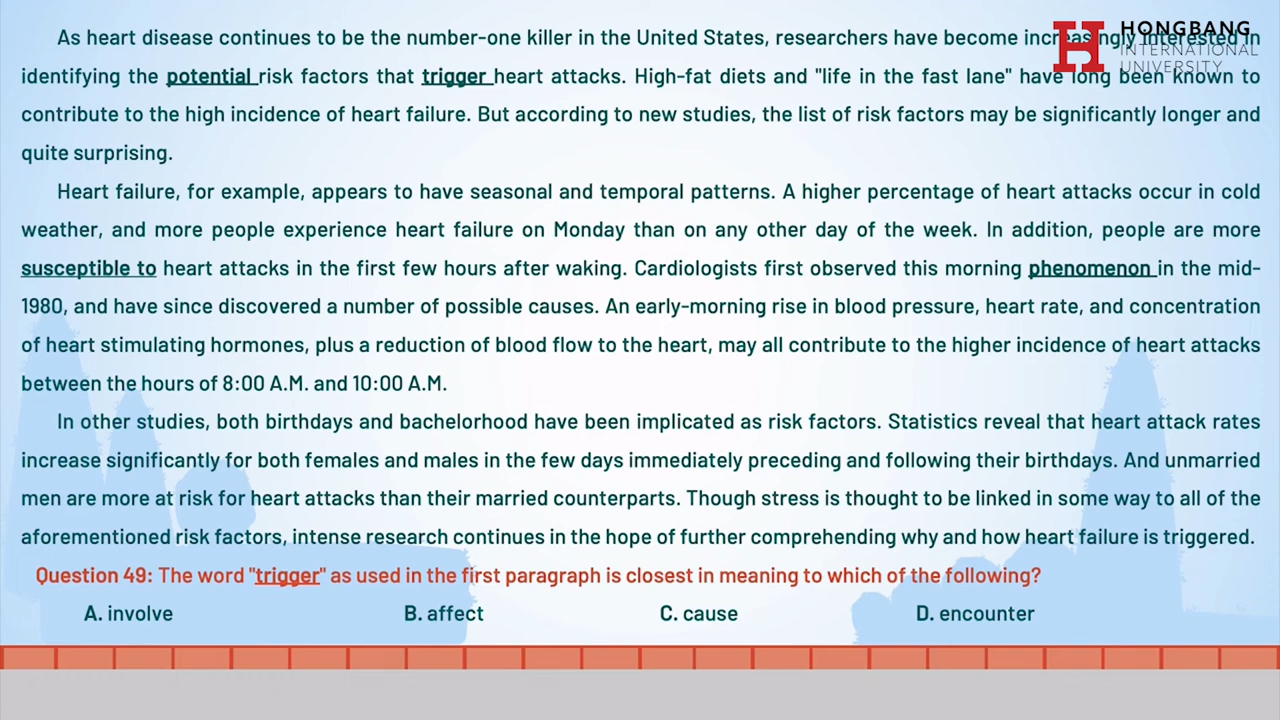 HONGBANG
INTERNATIONAL
UNIVERSITY
As heart disease continues to be the number-one killer in the United States, researchers have become increasingly interested in
identifying the potential risk factors that trigger heart attacks. High-fat diets and "life in the fast lane" have long been known to
contribute to the high incidence of heart failure. But according to new studies, the list of risk factors may be significantly longer and
quite surprising.
Heart failure, for example, appears to have seasonal and temporal patterns. A higher percentage of heart attacks occur in cold
weather, and more people experience heart failure on Monday than on any other day of the week. In addition, people are more
susceptible to heart attacks in the first few hours after waking. Cardiologists first observed this morning phenomenon in the mid-
1980, and have since discovered a number of possible causes. An early-morning rise in blood pressure, heart rate, and concentration
of heart stimulating hormones, plus a reduction of blood flow to the heart, may all contribute to the higher incidence of heart attacks
between the hours of 8:00 A.M. and 10:00 A.M.
In other studies, both birthdays and bachelorhood have been implicated as risk factors. Statistics reveal that heart attack rates
increase significantly for both females and males in the few days immediately preceding and following their birthdays. And unmarried
men are more at risk for heart attacks than their married counterparts. Though stress is thought to be linked in some way to all of the
aforementioned risk factors, intense research continues in the hope of further comprehending why and how heart failure is triggered.
Question 49: The word "trigger" as used in the first paragraph is closest in meaning to which of the following?
A. involve B. affect C. cause D. encounter